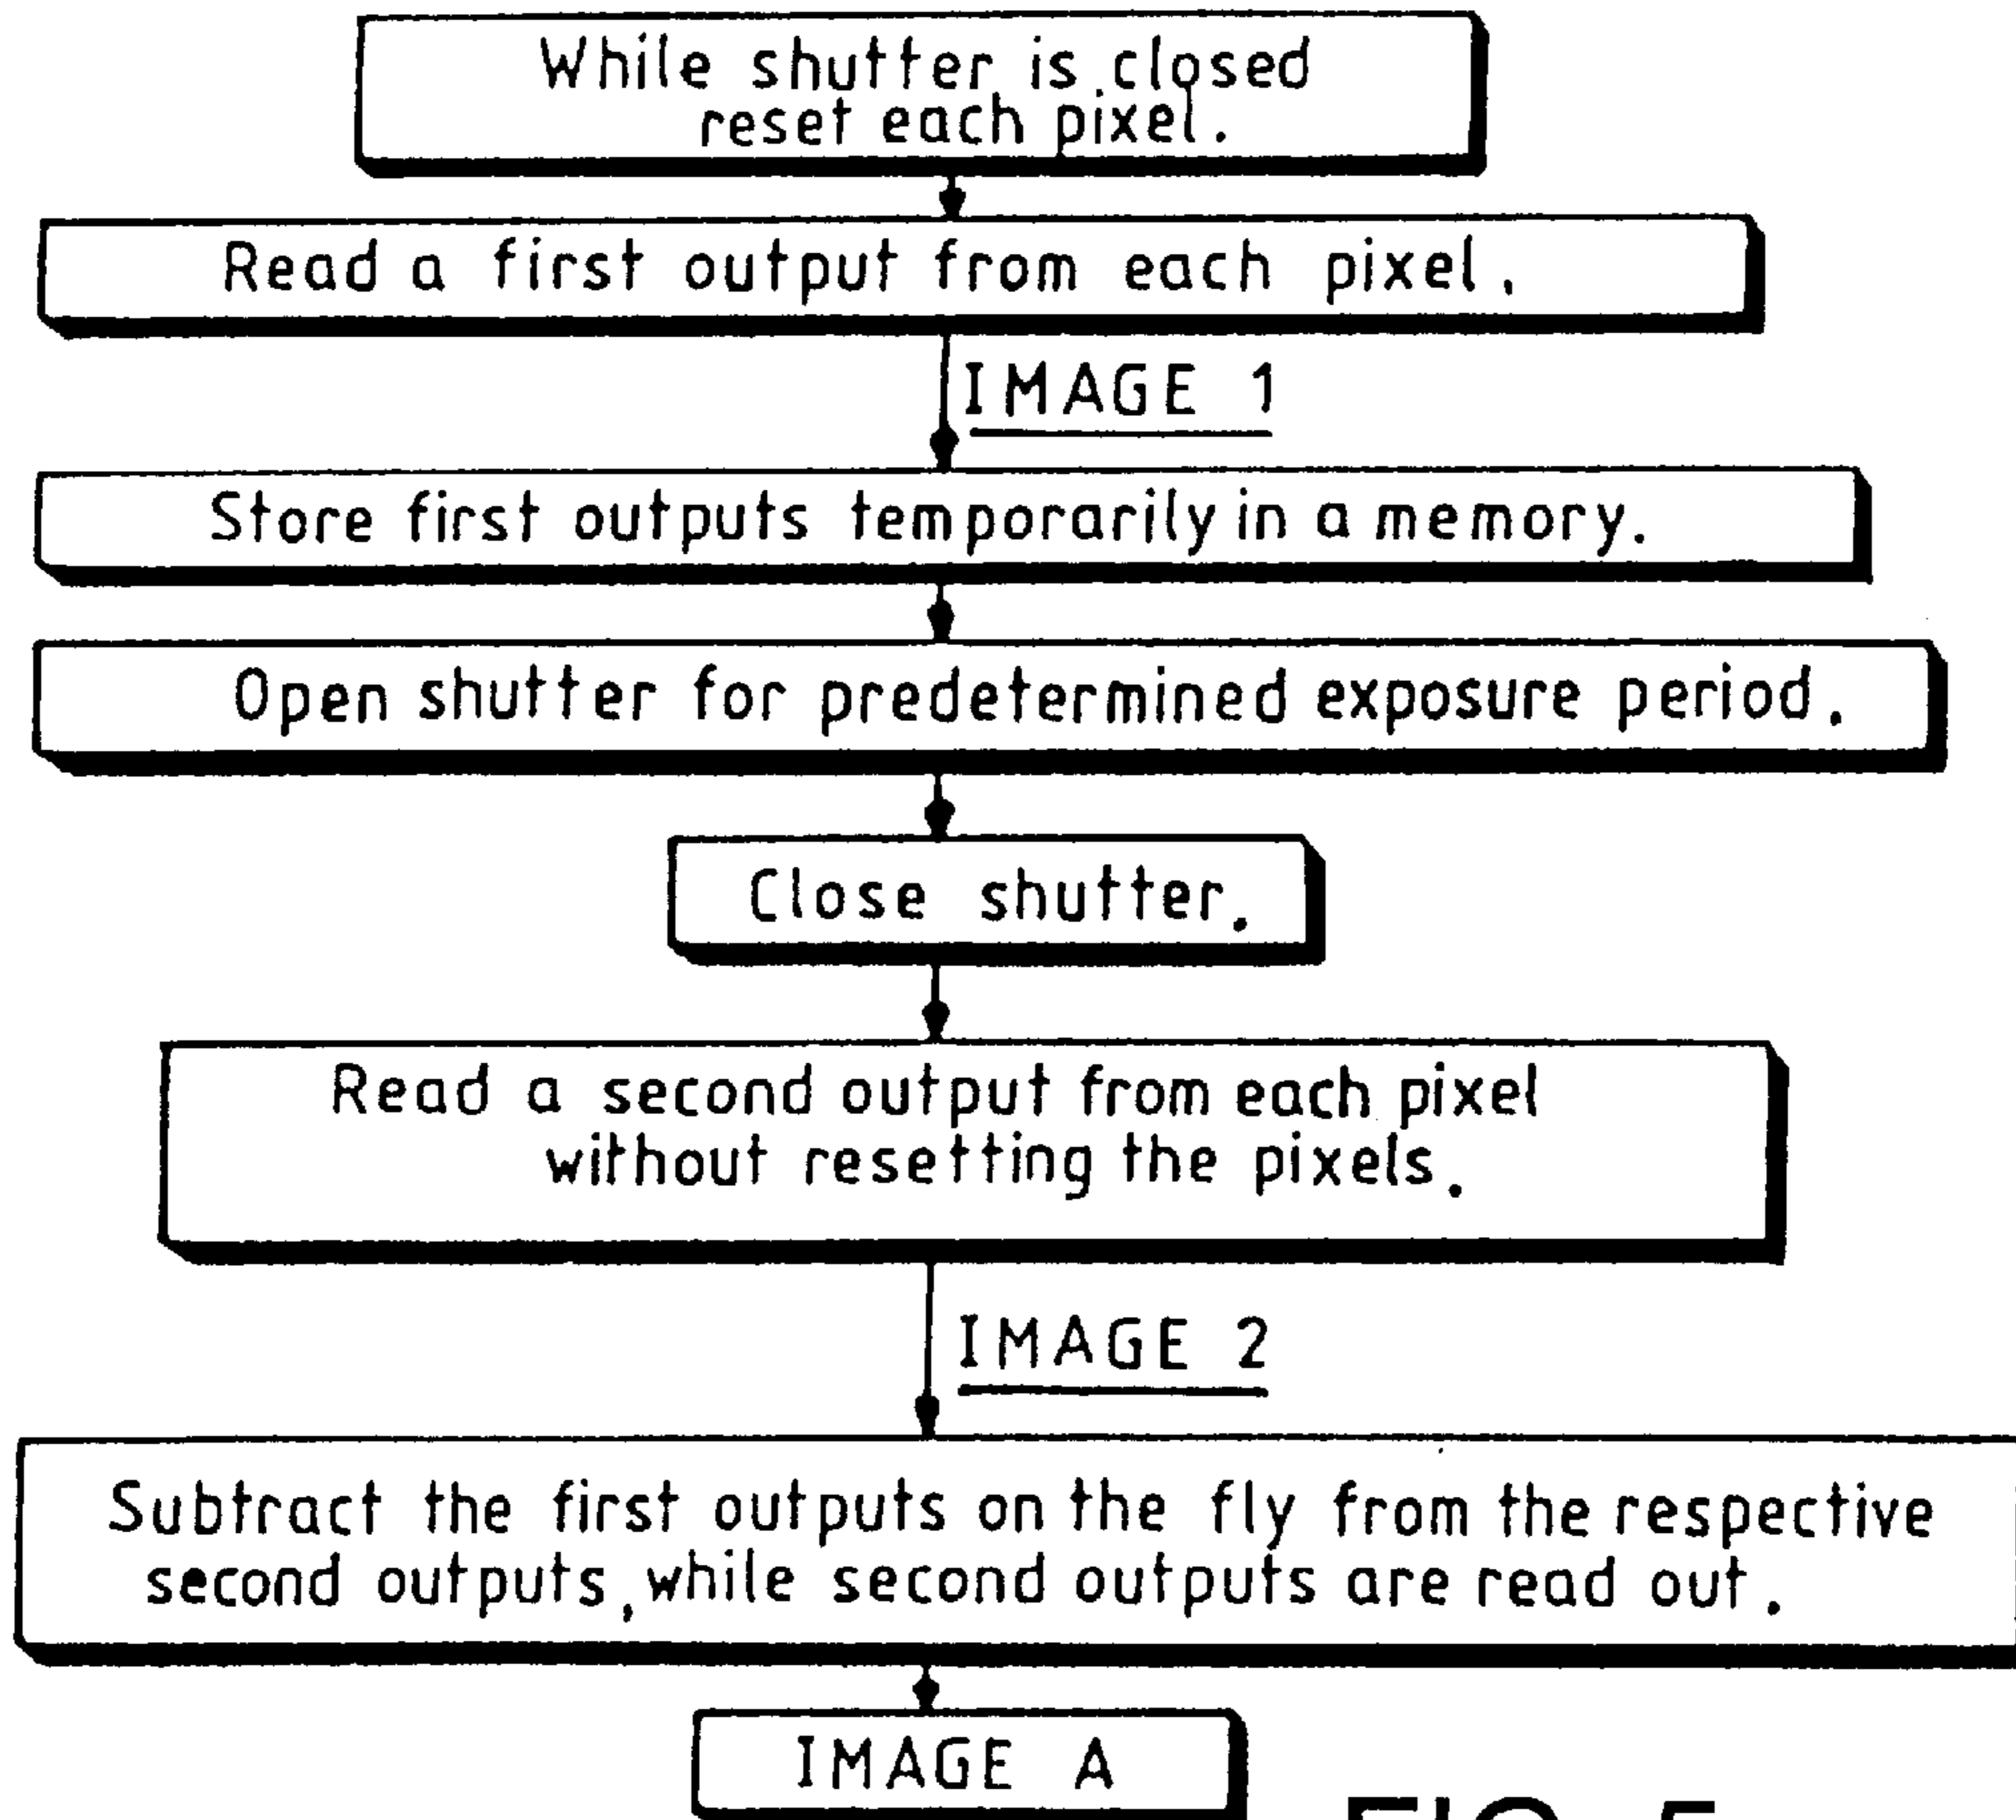 While shutter is closed
reset each pixel.
Read a first output from each pixel.
IMAGE 1
Store first outputs temporarily in a memory.
Open shutter for predetermined exposure period.
Close shutter.
Read a second output from each pixel
without resetting the pixels.
IMAGE 2
Subtract the first outputs on the fly from the respective
second outputs, while second outputs are read out.
IMAGE A